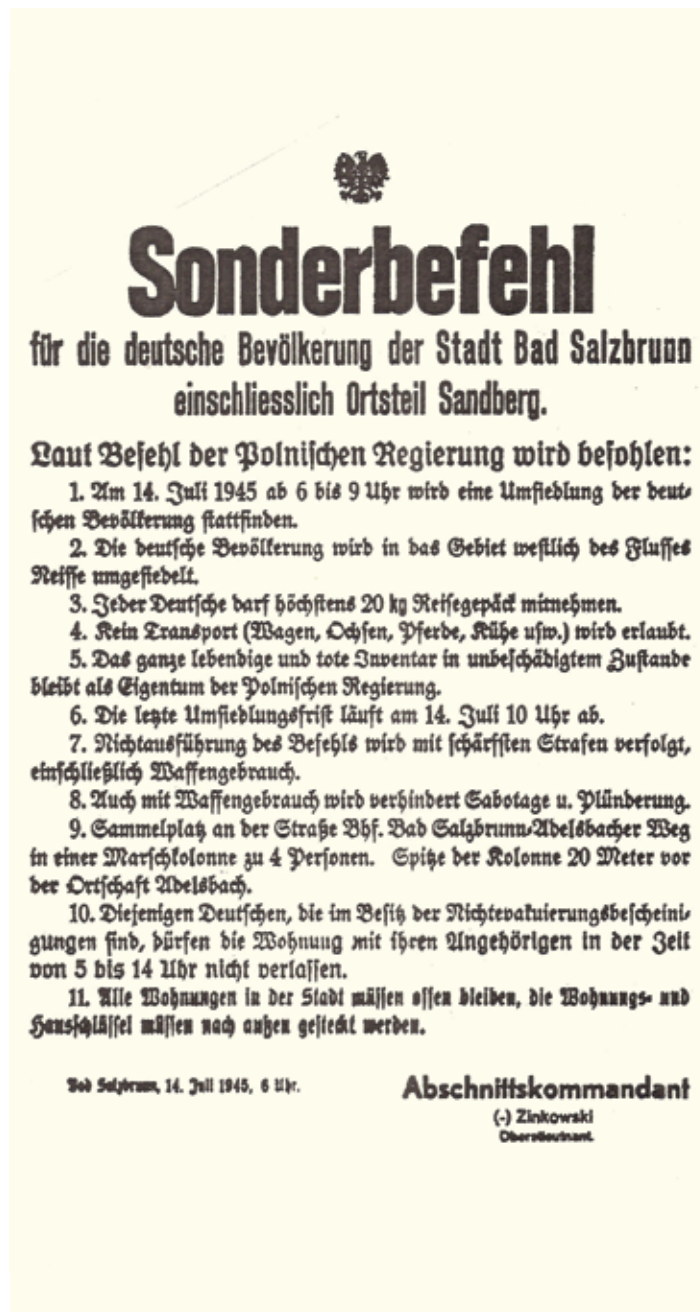 Sonderbefehl
für die deutsche Bevölkerung der Stadt Bad Salzbrunn
einschliesslich Ortsteil Sandberg.
Laut Befehl der Polnischen Regierung wird befohlen:
1. Am 14. Juli 1945 ab 6 bis 9 Uhr wird eine Umsiedlung der deut-
schen Bevölkerung stattfinden.
2. Die deutsche Bevölkerung wird in das Gebiet westlich des Flusses
Neisse umgesiedelt.
3. Jeder Deutsche darf höchstens 20 kg Reisegepäck mitnehmen.
4. Kein Transport (Wagen, Ochsen, Pferde, Kühe usw.) wird erlaubt.
5. Das ganze lebendige und tote Inventar in unbeschädigtem Zustande
bleibt als Eigentum der Polnischen Regierung.
6. Die letzte Umsiedlungsfrist läuft am 14. Juli 10 Uhr ab.
7. Nichtausführung des Befehls wird mit schärfsten Strafen verfolgt,
einschließlich Waffengebrauch.
8. Auch mit Waffengebrauch wird verhindert Sabotage u. Plünderung.
9. Sammelplatz an der Straße Bhf. Bad Salzbrunn-Adelsbacher Weg
in einer Marschkolonne zu 4 Personen. Spitze der Kolonne 20 Meter vor
der Ortschaft Adelsbach.
10. Diejenigen Deutschen, die im Besitz der Nichtevakuierungsbescheini-
gungen sind, dürfen die Wohnung mit ihren Angehörigen in der Zeit
von 5 bis 14 Uhr nicht verlassen.
11. Alle Wohnungen in der Stadt müssen offen bleiben, die Wohnungs- und
Hausschlüssel müssen nach außen gesteckt werden.
Bad Salzbrunn, 14. Juli 1945, 6 Uhr.
Abschnittskommandant
(-) Zinkowski
Oberstleutnant